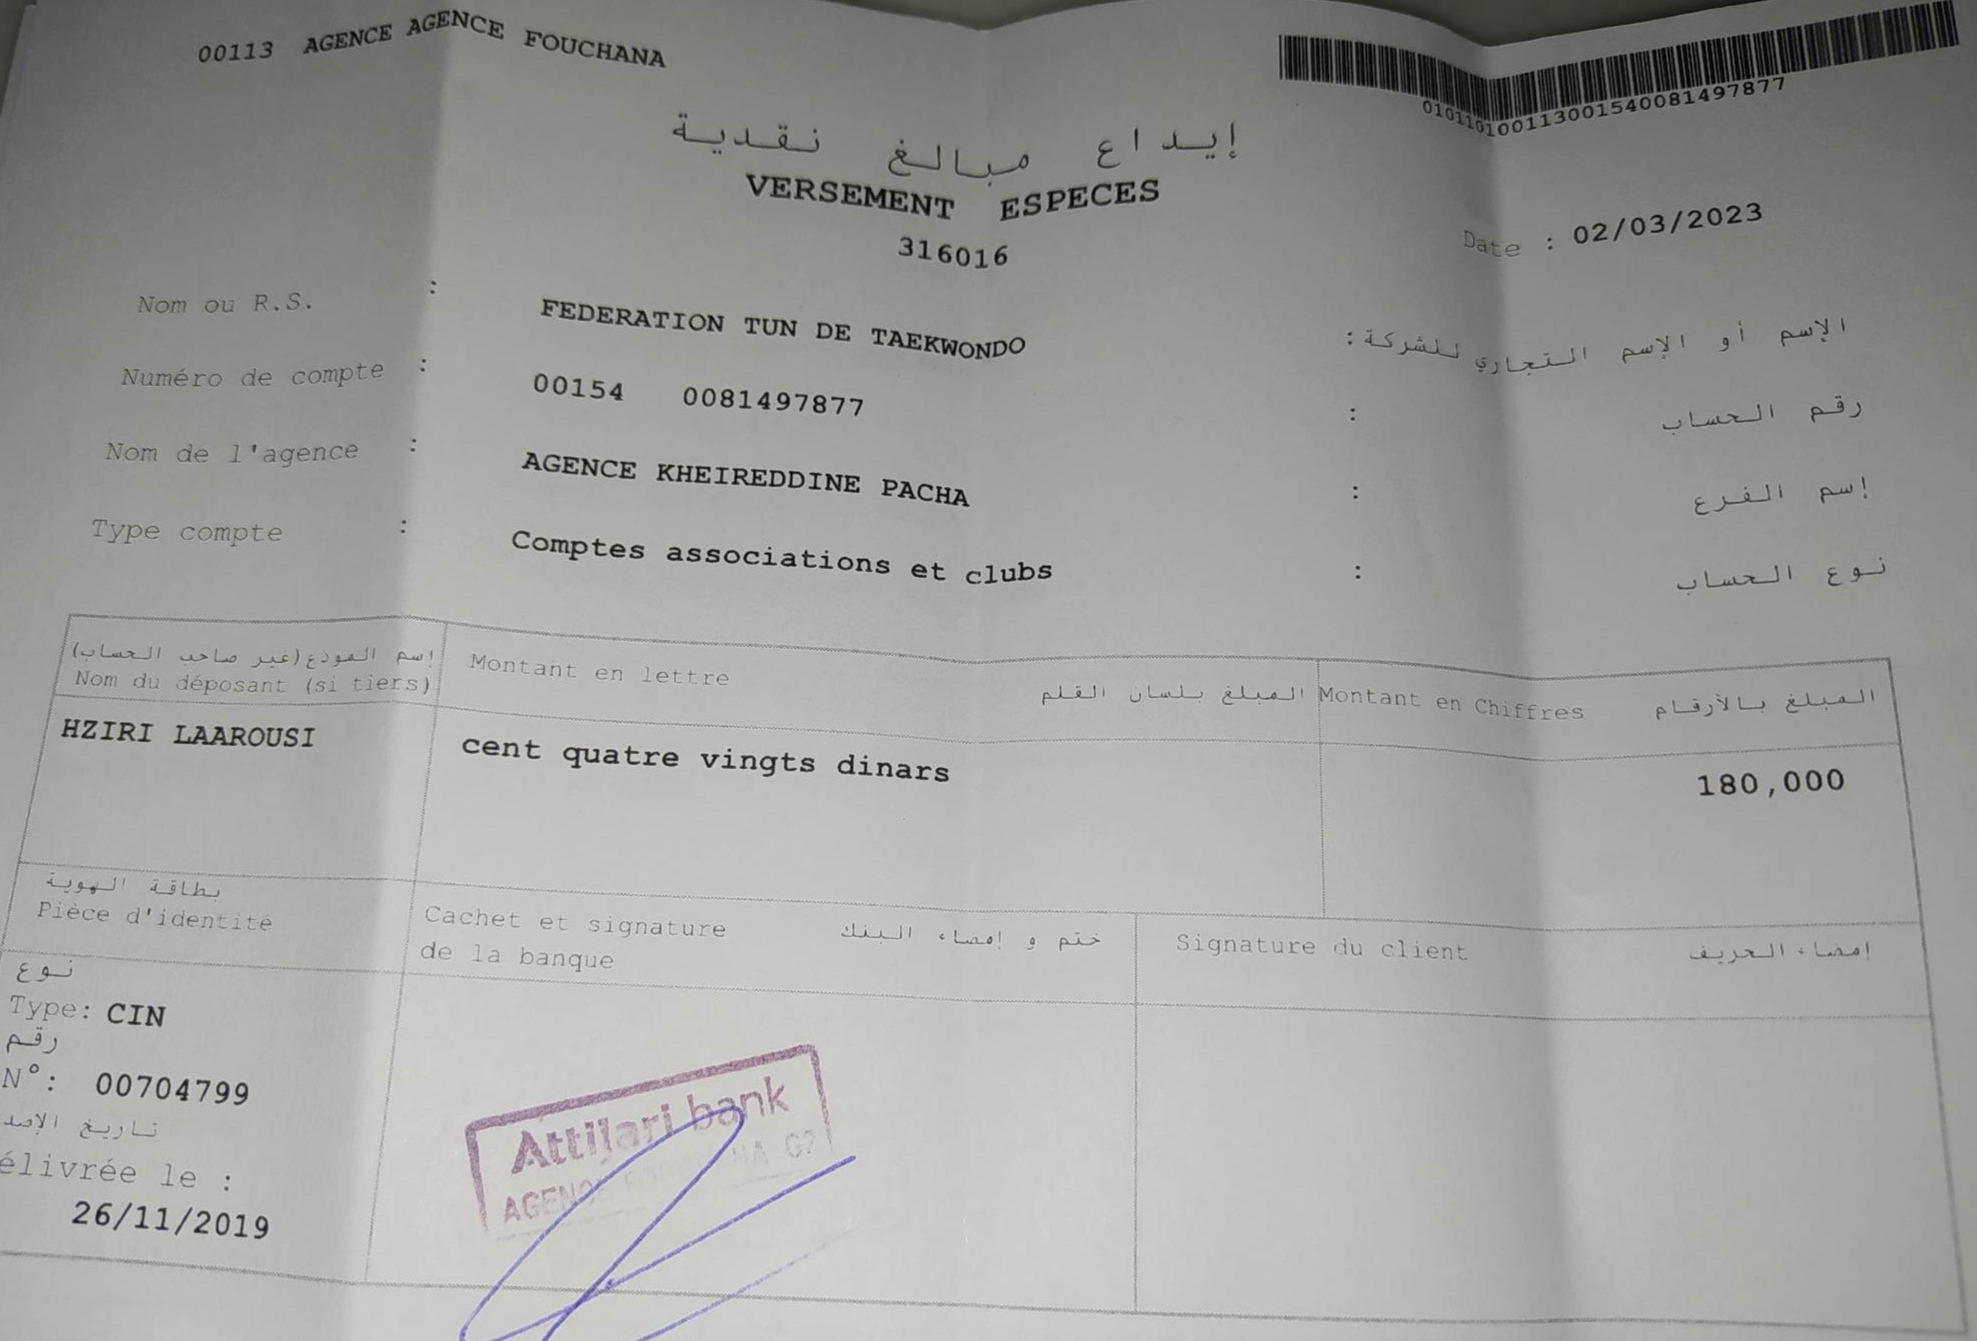 00113 AGENCE AGENCE FOUCHANA
01011010011300154008149​7877
إيداع مبالغ نقدية
VERSEMENT ESPECES
316016
Date : 02/03/2023
Nom ou R.S. : FEDERATION TUN DE TAEKWONDO الإسم أو الإسم التجاري للشركة :
Numéro de compte : 00154 0081497877 رقم الحساب :
Nom de l'agence : AGENCE KHEIREDDINE PACHA إسم الفرع :
Type compte : Comptes associations et clubs نوع الحساب :
إسم المودع (غير صاحب الحساب)
Nom du déposant (si tiers)
Montant en lettre المبلغ بلسان القلم
Montant en Chiffres المبلغ بالأرقام
HZIRI LAAROUSI
cent quatre vingts dinars
180,000
بطاقة الهوية
Pièce d'identité
Cachet et signature ختم و إمضاء البنك
de la banque
Signature du client إمضاء الحريف
نوع
Type: CIN
رقم
N°: 00704799
تاريخ الإصد
élivrée le :
26/11/2019
Attijari bank